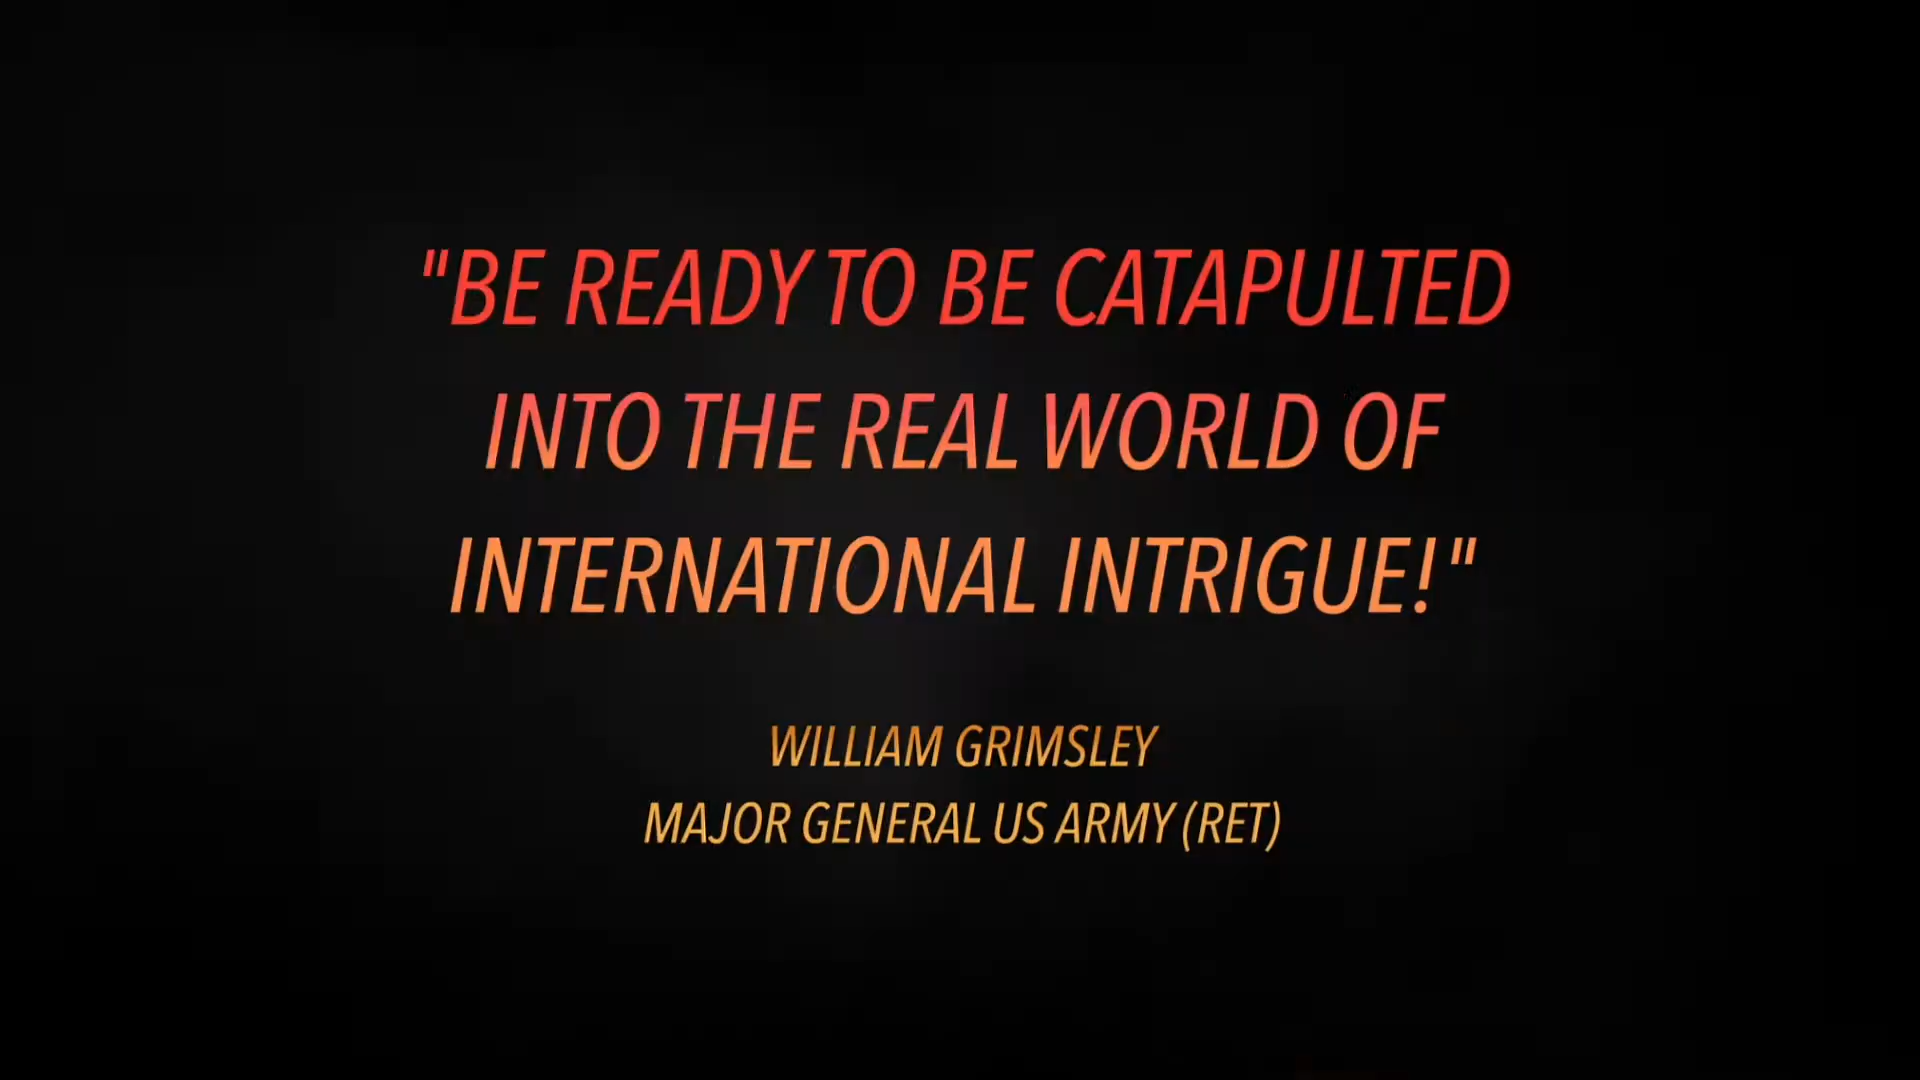 "BE READY TO BE CATAPULTED
INTO THE REAL WORLD OF
INTERNATIONAL INTRIGUE!"
WILLIAM GRIMSLEY
MAJOR GENERAL US ARMY (RET)